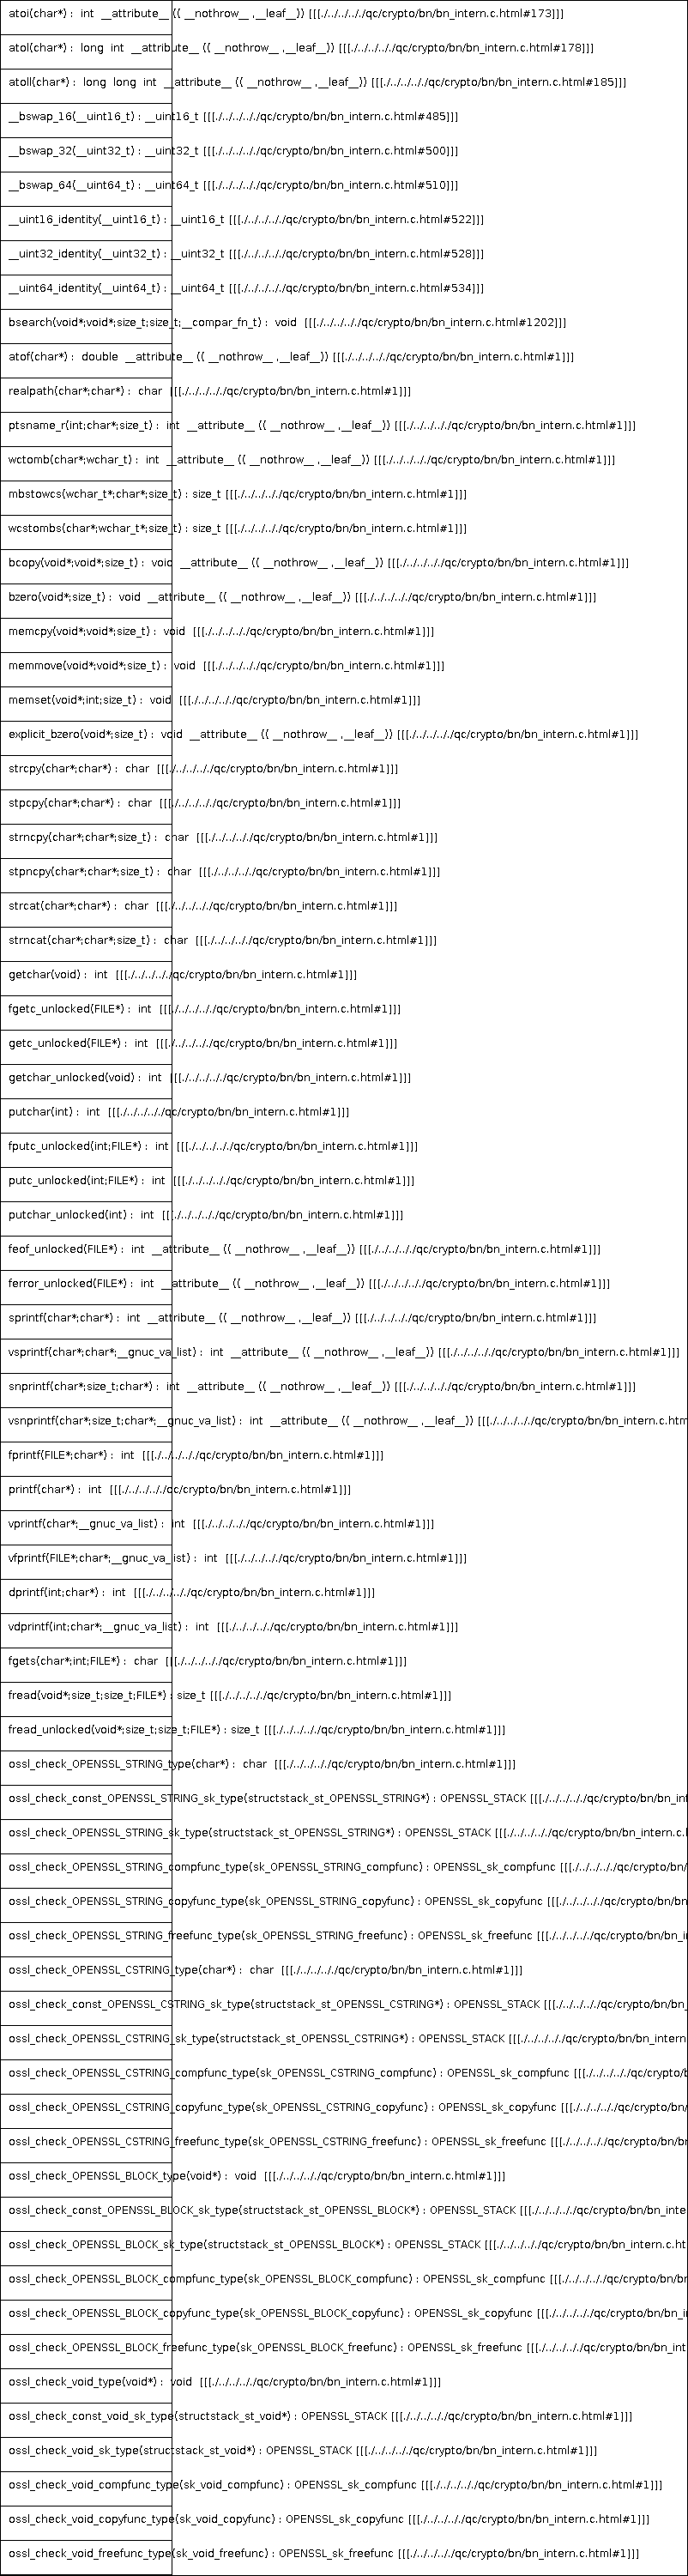 atoi(char*) : int __attribute__ (( __nothrow__ ,__leaf__)) [[[./../../../../qc/crypto/bn/bn_intern.c.html#173]]]
atol(char*) : long int __attribute__ (( __nothrow__ ,__leaf__)) [[[./../../../../qc/crypto/bn/bn_intern.c.html#178]]]
atoll(char*) : long long int __attribute__ (( __nothrow__ ,__leaf__)) [[[./../../../../qc/crypto/bn/bn_intern.c.html#185]]]
__bswap_16(__uint16_t) : __uint16_t [[[./../../../../qc/crypto/bn/bn_intern.c.html#485]]]
__bswap_32(__uint32_t) : __uint32_t [[[./../../../../qc/crypto/bn/bn_intern.c.html#500]]]
__bswap_64(__uint64_t) : __uint64_t [[[./../../../../qc/crypto/bn/bn_intern.c.html#510]]]
__uint16_identity(__uint16_t) : __uint16_t [[[./../../../../qc/crypto/bn/bn_intern.c.html#522]]]
__uint32_identity(__uint32_t) : __uint32_t [[[./../../../../qc/crypto/bn/bn_intern.c.html#528]]]
__uint64_identity(__uint64_t) : __uint64_t [[[./../../../../qc/crypto/bn/bn_intern.c.html#534]]]
bsearch(void*;void*;size_t;size_t;__compar_fn_t) : void [[[./../../../../qc/crypto/bn/bn_intern.c.html#1202]]]
atof(char*) : double __attribute__ (( __nothrow__ ,__leaf__)) [[[./../../../../qc/crypto/bn/bn_intern.c.html#1]]]
realpath(char*;char*) : char [[[./../../../../qc/crypto/bn/bn_intern.c.html#1]]]
ptsname_r(int;char*;size_t) : int __attribute__ (( __nothrow__ ,__leaf__)) [[[./../../../../qc/crypto/bn/bn_intern.c.html#1]]]
wctomb(char*;wchar_t) : int __attribute__ (( __nothrow__ ,__leaf__)) [[[./../../../../qc/crypto/bn/bn_intern.c.html#1]]]
mbstowcs(wchar_t*;char*;size_t) : size_t [[[./../../../../qc/crypto/bn/bn_intern.c.html#1]]]
wcstombs(char*;wchar_t*;size_t) : size_t [[[./../../../../qc/crypto/bn/bn_intern.c.html#1]]]
bcopy(void*;void*;size_t) : void __attribute__ (( __nothrow__ ,__leaf__)) [[[./../../../../qc/crypto/bn/bn_intern.c.html#1]]]
bzero(void*;size_t) : void __attribute__ (( __nothrow__ ,__leaf__)) [[[./../../../../qc/crypto/bn/bn_intern.c.html#1]]]
memcpy(void*;void*;size_t) : void [[[./../../../../qc/crypto/bn/bn_intern.c.html#1]]]
memmove(void*;void*;size_t) : void [[[./../../../../qc/crypto/bn/bn_intern.c.html#1]]]
memset(void*;int;size_t) : void [[[./../../../../qc/crypto/bn/bn_intern.c.html#1]]]
explicit_bzero(void*;size_t) : void __attribute__ (( __nothrow__ ,__leaf__)) [[[./../../../../qc/crypto/bn/bn_intern.c.html#1]]]
strcpy(char*;char*) : char [[[./../../../../qc/crypto/bn/bn_intern.c.html#1]]]
stpcpy(char*;char*) : char [[[./../../../../qc/crypto/bn/bn_intern.c.html#1]]]
strncpy(char*;char*;size_t) : char [[[./../../../../qc/crypto/bn/bn_intern.c.html#1]]]
stpncpy(char*;char*;size_t) : char [[[./../../../../qc/crypto/bn/bn_intern.c.html#1]]]
strcat(char*;char*) : char [[[./../../../../qc/crypto/bn/bn_intern.c.html#1]]]
strncat(char*;char*;size_t) : char [[[./../../../../qc/crypto/bn/bn_intern.c.html#1]]]
getchar(void) : int [[[./../../../../qc/crypto/bn/bn_intern.c.html#1]]]
fgetc_unlocked(FILE*) : int [[[./../../../../qc/crypto/bn/bn_intern.c.html#1]]]
getc_unlocked(FILE*) : int [[[./../../../../qc/crypto/bn/bn_intern.c.html#1]]]
getchar_unlocked(void) : int [[[./../../../../qc/crypto/bn/bn_intern.c.html#1]]]
putchar(int) : int [[[./../../../../qc/crypto/bn/bn_intern.c.html#1]]]
fputc_unlocked(int;FILE*) : int [[[./../../../../qc/crypto/bn/bn_intern.c.html#1]]]
putc_unlocked(int;FILE*) : int [[[./../../../../qc/crypto/bn/bn_intern.c.html#1]]]
putchar_unlocked(int) : int [[[./../../../../qc/crypto/bn/bn_intern.c.html#1]]]
feof_unlocked(FILE*) : int __attribute__ (( __nothrow__ ,__leaf__)) [[[./../../../../qc/crypto/bn/bn_intern.c.html#1]]]
ferror_unlocked(FILE*) : int __attribute__ (( __nothrow__ ,__leaf__)) [[[./../../../../qc/crypto/bn/bn_intern.c.html#1]]]
sprintf(char*;char*) : int __attribute__ (( __nothrow__ ,__leaf__)) [[[./../../../../qc/crypto/bn/bn_intern.c.html#1]]]
vsprintf(char*;char*;__gnuc_va_list) : int __attribute__ (( __nothrow__ ,__leaf__)) [[[./../../../../qc/crypto/bn/bn_intern.c.html#1]]]
snprintf(char*;size_t;char*) : int __attribute__ (( __nothrow__ ,__leaf__)) [[[./../../../../qc/crypto/bn/bn_intern.c.html#1]]]
vsnprintf(char*;size_t;char*;__gnuc_va_list) : int __attribute__ (( __nothrow__ ,__leaf__)) [[[./../../../../qc/crypto/bn/bn_intern.c.htm
fprintf(FILE*;char*) : int [[[./../../../../qc/crypto/bn/bn_intern.c.html#1]]]
printf(char*) : int [[[./../../../../qc/crypto/bn/bn_intern.c.html#1]]]
vprintf(char*;__gnuc_va_list) : int [[[./../../../../qc/crypto/bn/bn_intern.c.html#1]]]
vfprintf(FILE*;char*;__gnuc_va_list) : int [[[./../../../../qc/crypto/bn/bn_intern.c.html#1]]]
dprintf(int;char*) : int [[[./../../../../qc/crypto/bn/bn_intern.c.html#1]]]
vdprintf(int;char*;__gnuc_va_list) : int [[[./../../../../qc/crypto/bn/bn_intern.c.html#1]]]
fgets(char*;int;FILE*) : char [[[./../../../../qc/crypto/bn/bn_intern.c.html#1]]]
fread(void*;size_t;size_t;FILE*) : size_t [[[./../../../../qc/crypto/bn/bn_intern.c.html#1]]]
fread_unlocked(void*;size_t;size_t;FILE*) : size_t [[[./../../../../qc/crypto/bn/bn_intern.c.html#1]]]
ossl_check_OPENSSL_STRING_type(char*) : char [[[./../../../../qc/crypto/bn/bn_intern.c.html#1]]]
ossl_check_const_OPENSSL_STRING_sk_type(structstack_st_OPENSSL_STRING*) : OPENSSL_STACK [[[./../../../../qc/crypto/bn/bn_int
ossl_check_OPENSSL_STRING_sk_type(structstack_st_OPENSSL_STRING*) : OPENSSL_STACK [[[./../../../../qc/crypto/bn/bn_intern.c.l
ossl_check_OPENSSL_STRING_compfunc_type(sk_OPENSSL_STRING_compfunc) : OPENSSL_sk_compfunc [[[./../../../../qc/crypto/bn/
ossl_check_OPENSSL_STRING_copyfunc_type(sk_OPENSSL_STRING_copyfunc) : OPENSSL_sk_copyfunc [[[./../../../../qc/crypto/bn/bn
ossl_check_OPENSSL_STRING_freefunc_type(sk_OPENSSL_STRING_freefunc) : OPENSSL_sk_freefunc [[[./../../../../qc/crypto/bn/bn_i
ossl_check_OPENSSL_CSTRING_type(char*) : char [[[./../../../../qc/crypto/bn/bn_intern.c.html#1]]]
ossl_check_const_OPENSSL_CSTRING_sk_type(structstack_st_OPENSSL_CSTRING*) : OPENSSL_STACK [[[./../../../../qc/crypto/bn/bn_
ossl_check_OPENSSL_CSTRING_sk_type(structstack_st_OPENSSL_CSTRING*) : OPENSSL_STACK [[[./../../../../qc/crypto/bn/bn_intern
ossl_check_OPENSSL_CSTRING_compfunc_type(sk_OPENSSL_CSTRING_compfunc) : OPENSSL_sk_compfunc [[[./../../../../qc/crypto/b
ossl_check_OPENSSL_CSTRING_copyfunc_type(sk_OPENSSL_CSTRING_copyfunc) : OPENSSL_sk_copyfunc [[[./../../../../qc/crypto/bn/
ossl_check_OPENSSL_CSTRING_freefunc_type(sk_OPENSSL_CSTRING_freefunc) : OPENSSL_sk_freefunc [[[./../../../../qc/crypto/bn/bn
ossl_check_OPENSSL_BLOCK_type(void*) : void [[[./../../../../qc/crypto/bn/bn_intern.c.html#1]]]
ossl_check_const_OPENSSL_BLOCK_sk_type(structstack_st_OPENSSL_BLOCK*) : OPENSSL_STACK [[[./../../../../qc/crypto/bn/bn_inte
ossl_check_OPENSSL_BLOCK_sk_type(structstack_st_OPENSSL_BLOCK*) : OPENSSL_STACK [[[./../../../../qc/crypto/bn/bn_intern.c.ht
ossl_check_OPENSSL_BLOCK_compfunc_type(sk_OPENSSL_BLOCK_compfunc) : OPENSSL_sk_compfunc [[[./../../../../qc/crypto/bn/bn
ossl_check_OPENSSL_BLOCK_copyfunc_type(sk_OPENSSL_BLOCK_copyfunc) : OPENSSL_sk_copyfunc [[[./../../../../qc/crypto/bn/bn_i
ossl_check_OPENSSL_BLOCK_freefunc_type(sk_OPENSSL_BLOCK_freefunc) : OPENSSL_sk_freefunc [[[./../../../../qc/crypto/bn/bn_int
ossl_check_void_type(void*) : void [[[./../../../../qc/crypto/bn/bn_intern.c.html#1]]]
ossl_check_const_void_sk_type(structstack_st_void*) : OPENSSL_STACK [[[./../../../../qc/crypto/bn/bn_intern.c.html#1]]]
ossl_check_void_sk_type(structstack_st_void*) : OPENSSL_STACK [[[./../../../../qc/crypto/bn/bn_intern.c.html#1]]]
ossl_check_void_compfunc_type(sk_void_compfunc) : OPENSSL_sk_compfunc [[[./../../../../qc/crypto/bn/bn_intern.c.html#1]]]
ossl_check_void_copyfunc_type(sk_void_copyfunc) : OPENSSL_sk_copyfunc [[[./../../../../qc/crypto/bn/bn_intern.c.html#1]]]
ossl_check_void_freefunc_type(sk_void_freefunc) : OPENSSL_sk_freefunc [[[./../../../../qc/crypto/bn/bn_intern.c.html#1]]]